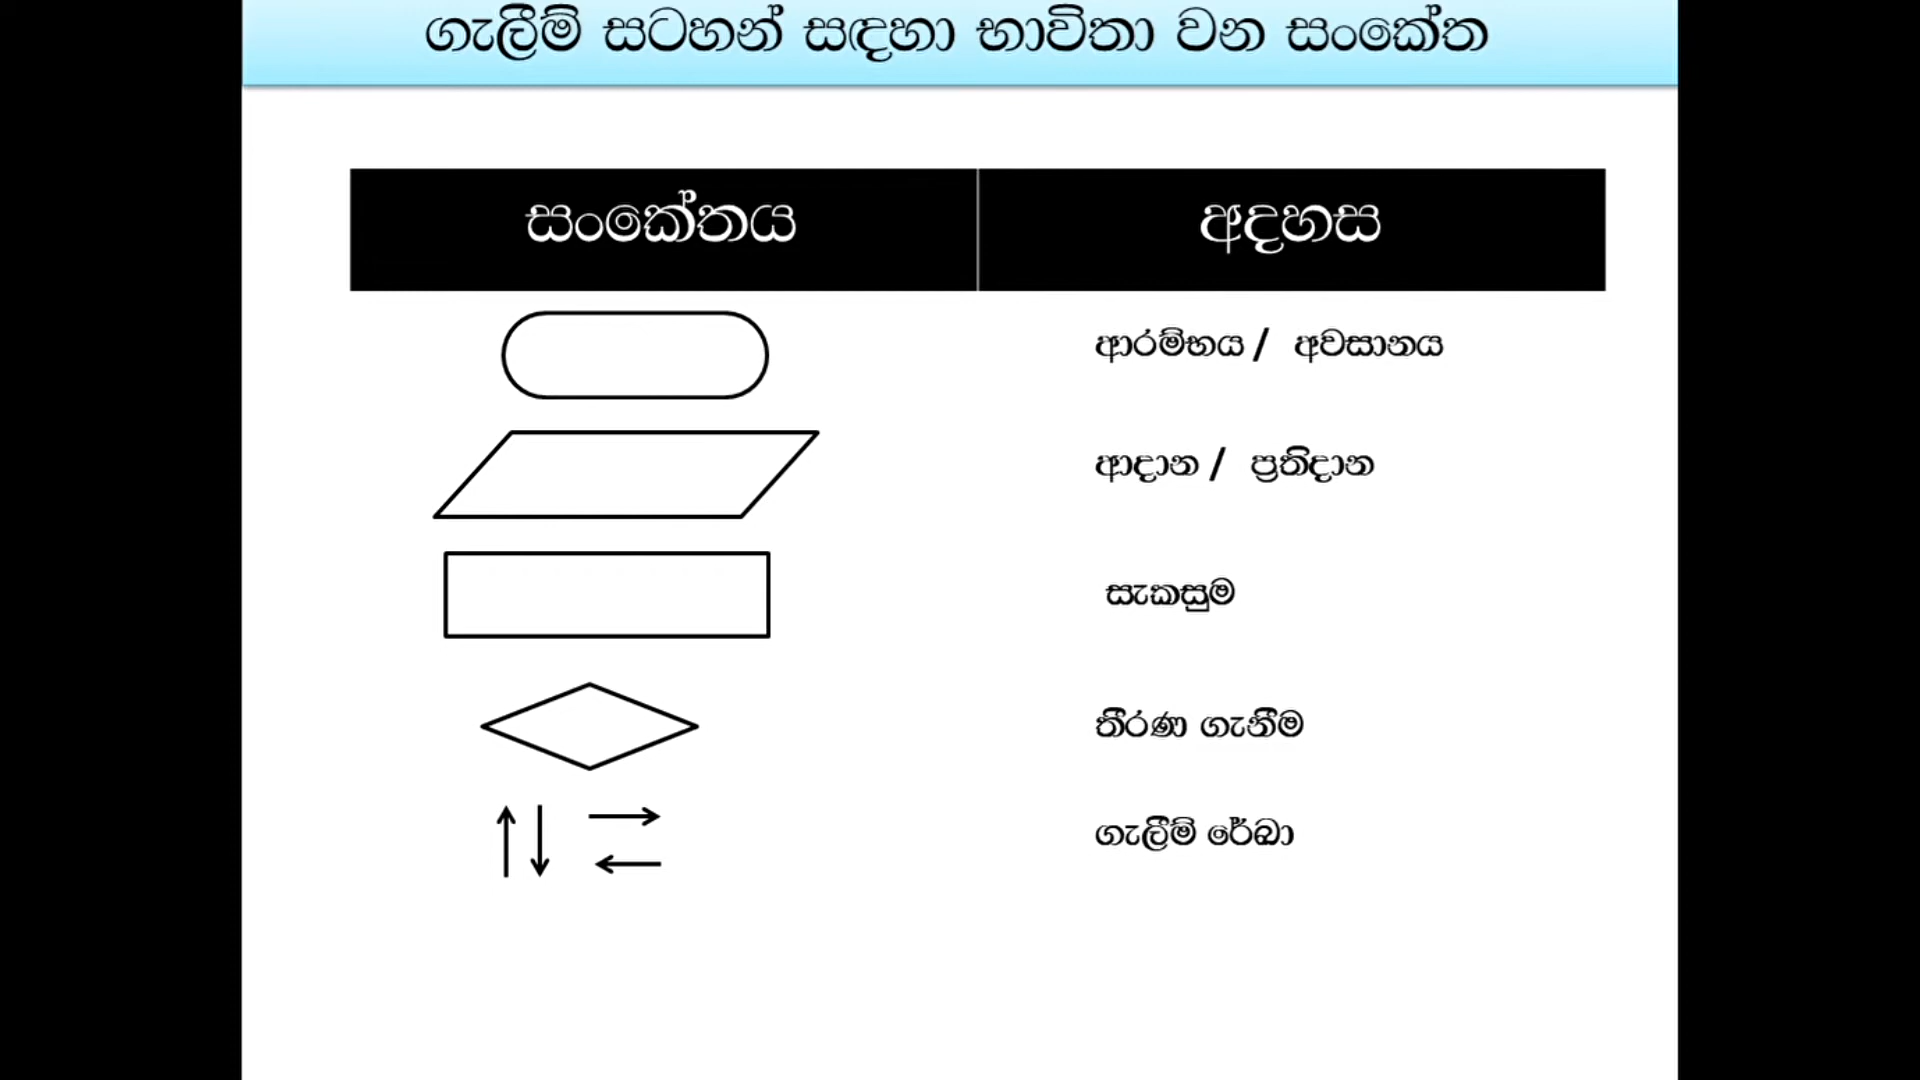 ගැලීම් සටහන් සඳහා භාවිතා වන සංකේත
සංකේතය අදහස
ආරම්භය / අවසානය
ආදාන / ප්‍රතිදාන
සැකසුම
තීරණ ගැනීම
ගැලීම් රේඛා